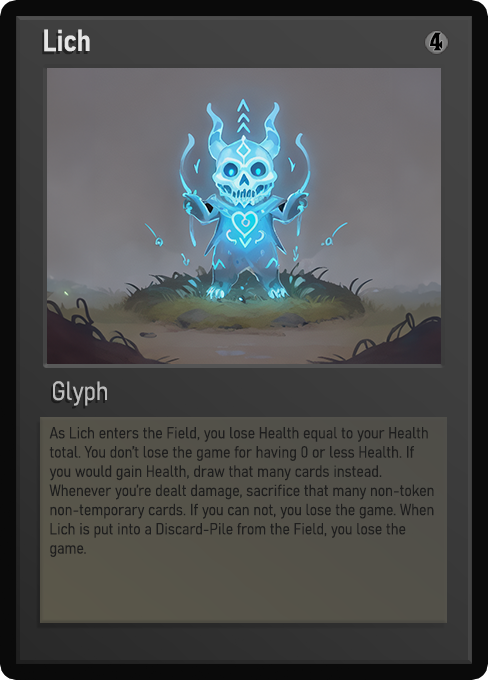 Lich
4
Glyph
As Lich enters the Field, you lose Health equal to your Health
total. You don't lose the game for having 0 or less Health. If
you would gain Health, draw that many cards instead.
Whenever you're dealt damage, sacrifice that many non-token
non-temporary cards. If you can not, you lose the game. When
Lich is put into a Discard-Pile from the Field, you lose the
game.